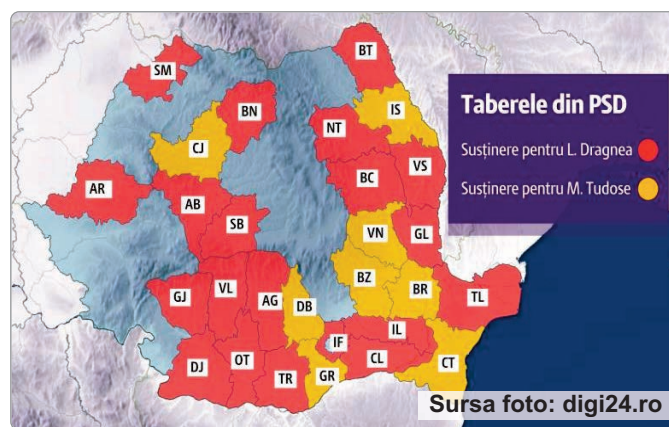 BT
SM
BN
IS
CJ
NT
VS
BC
AR
AB
SB
VN
GL
BZ
GJ
VL
AG
DB
BR
TL
IL
IF
DJ
OT
TR
GR
CL
CT
Taberele din PSD
Susținere pentru L. Dragnea
Susținere pentru M. Tudose
Sursa foto: digi24.ro